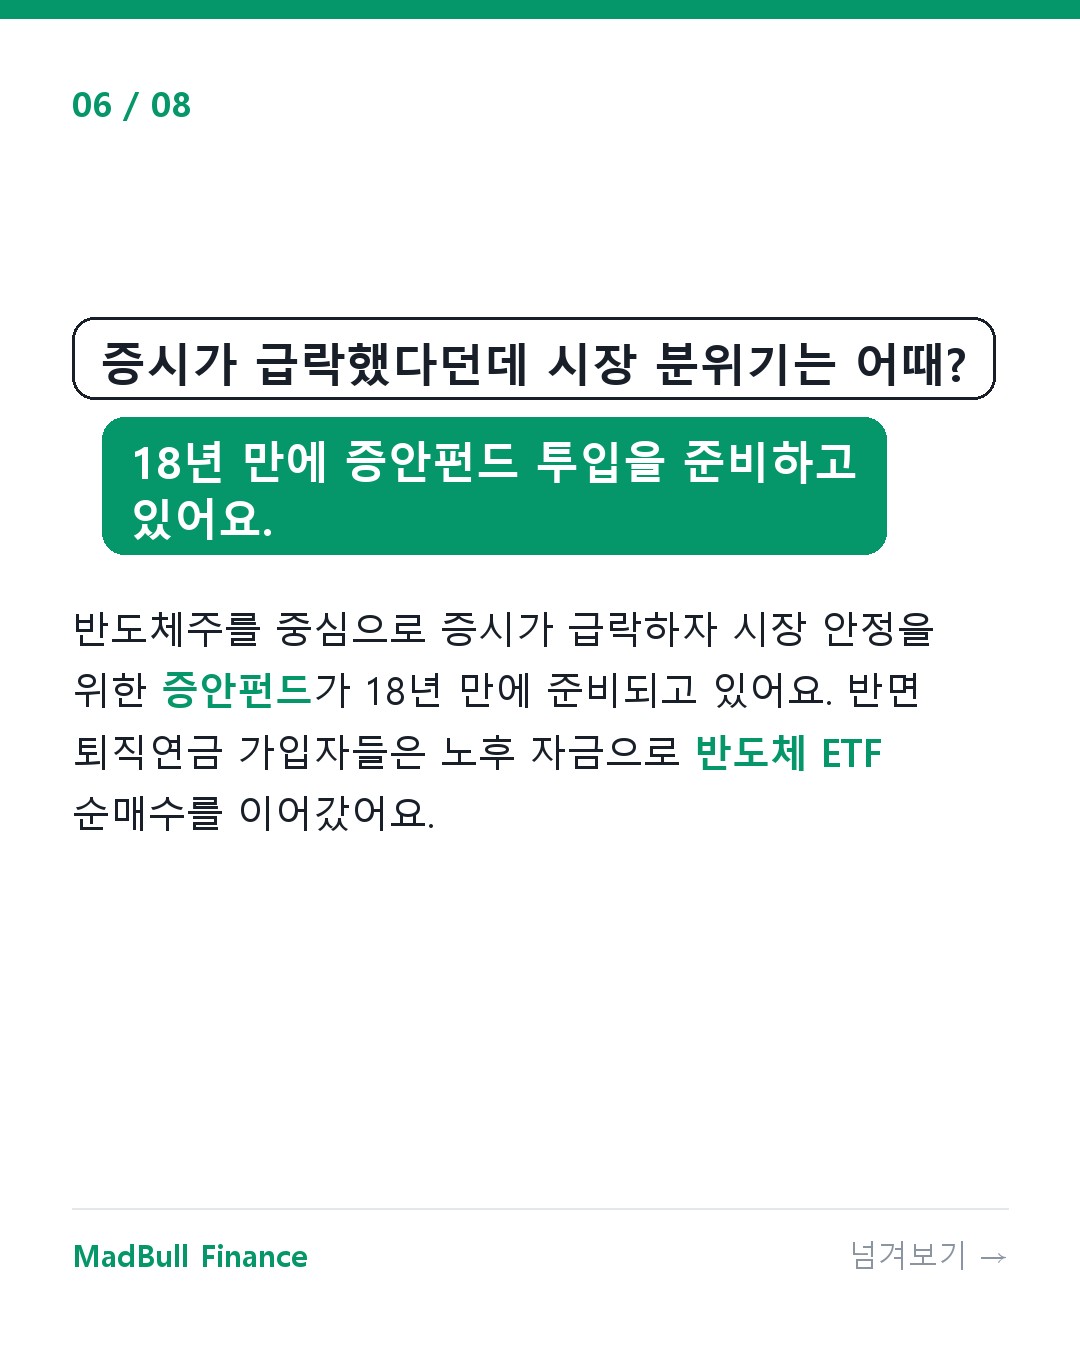 06 / 08
증시가 급락했다던데 시장 분위기는 어때?
18년 만에 증안펀드 투입을 준비하고
있어요.
반도체주를 중심으로 증시가 급락하자 시장 안정을
위한 증안펀드가 18년 만에 준비되고 있어요. 반면
퇴직연금 가입자들은 노후 자금으로 반도체 ETF
순매수를 이어갔어요.
MadBull Finance
넘겨보기 →